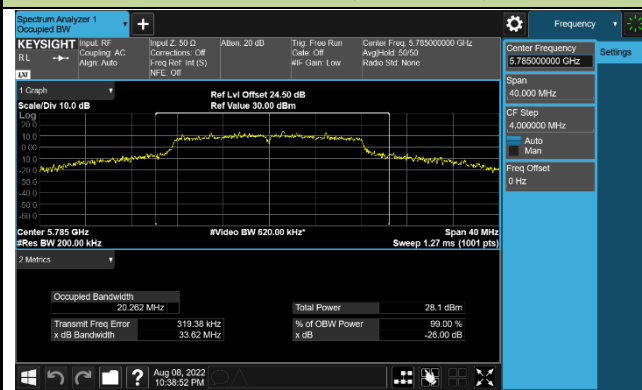 Spectrum Analyzer 1
Occupied BW
Frequency
KEYSIGHT
RL
LXI
Input: RF
Coupling: AC
Align: Auto
Input Z: 50 Ω
Corrections: Off
Freq Ref: Int (S)
NFE: Off
Atten: 20 dB
Trig: Free Run
Gate: Off
#IF Gain: Low
Center Freq: 5.785000000 GHz
Avg|Hold: 50/50
Radio Std: None
Center Frequency
5.785000000 GHz
Settings
Span
40.000 MHz
CF Step
4.000000 MHz
Auto
Man
Freq Offset
0 Hz
1 Graph
Scale/Div 10.0 dB
Ref Lvl Offset 24.50 dB
Ref Value 30.00 dBm
Log
20.0
10.0
0.00
-10.0
-20.0
-30.0
-40.0
-50.0
-60.0
Center 5.785 GHz
#Res BW 200.00 kHz
#Video BW 620.00 kHz*
Span 40 MHz
Sweep 1.27 ms (1001 pts)
2 Metrics
Occupied Bandwidth
20.262 MHz
Total Power
28.1 dBm
Transmit Freq Error
319.38 kHz
% of OBW Power
99.00 %
x dB Bandwidth
33.62 MHz
x dB
-26.00 dB
Aug 08, 2022
10:38:52 PM